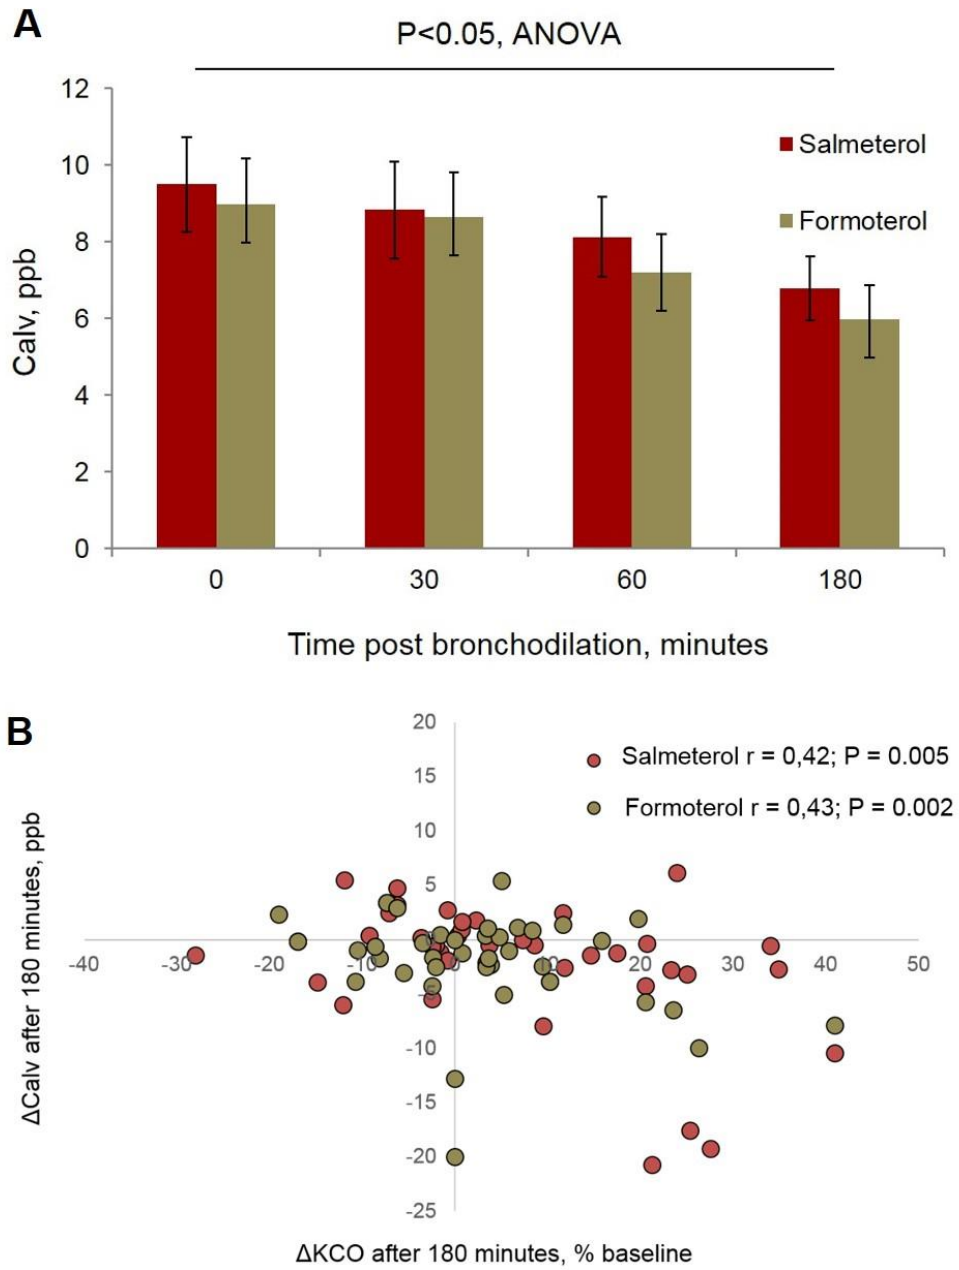 A
P<0.05, ANOVA
12
10
8
6
4
2
0
Calv, ppb
Salmeterol
Formoterol
0 30 60 180
Time post bronchodilation, minutes
B
20
15
10
5
0
-5
-10
-15
-20
-25
ΔCalv after 180 minutes, ppb
Salmeterol r = 0,42; P = 0.005
Formoterol r = 0,43; P = 0.002
-40 -30 -20 -10 0 10 20 30 40 50
ΔKCO after 180 minutes, % baseline